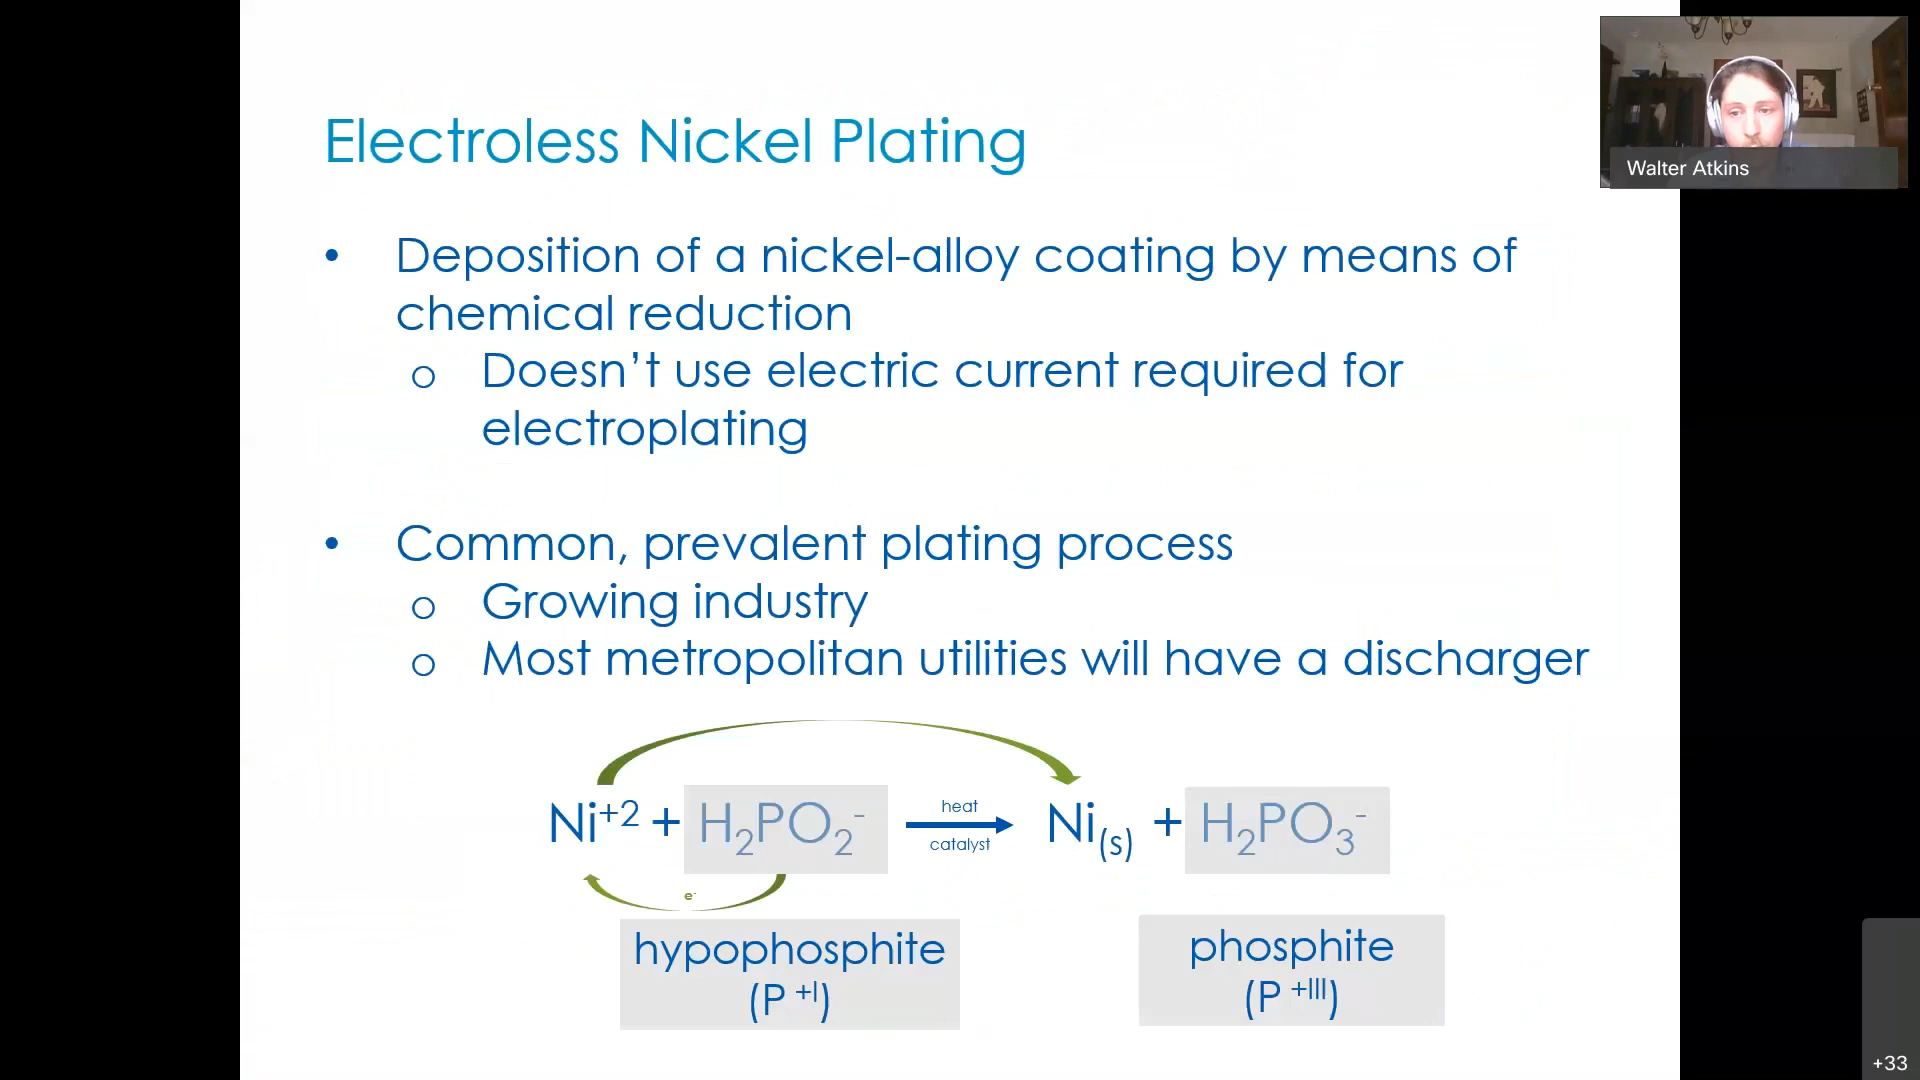 Electroless Nickel Plating
Walter Atkins
• Deposition of a nickel-alloy coating by means of
chemical reduction
o Doesn’t use electric current required for
electroplating
• Common, prevalent plating process
o Growing industry
o Most metropolitan utilities will have a discharger
Ni+2 + H2PO2- heat catalyst Ni(s) + H2PO3-
e-
hypophosphite
(P +I)
phosphite
(P +III)
+33